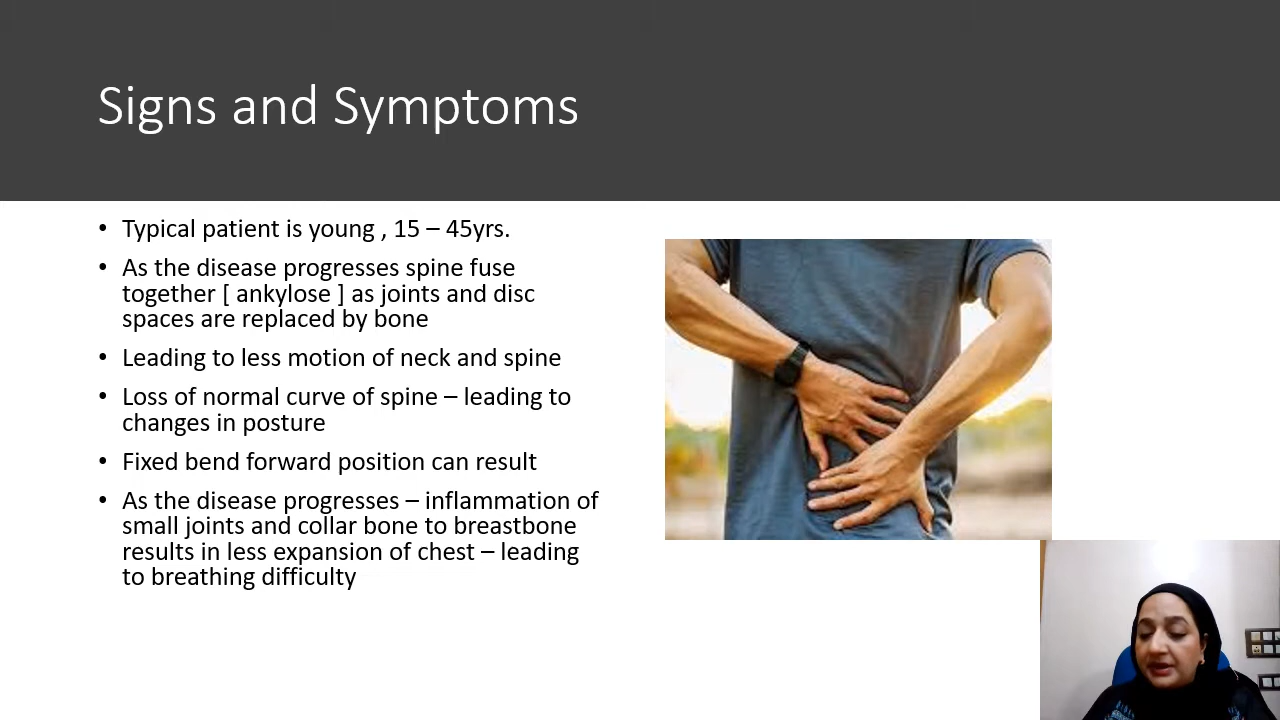 Signs and Symptoms
• Typical patient is young , 15 – 45yrs.
• As the disease progresses spine fuse
together [ ankylose ] as joints and disc
spaces are replaced by bone
• Leading to less motion of neck and spine
• Loss of normal curve of spine – leading to
changes in posture
• Fixed bend forward position can result
• As the disease progresses – inflammation of
small joints and collar bone to breastbone
results in less expansion of chest – leading
to breathing difficulty